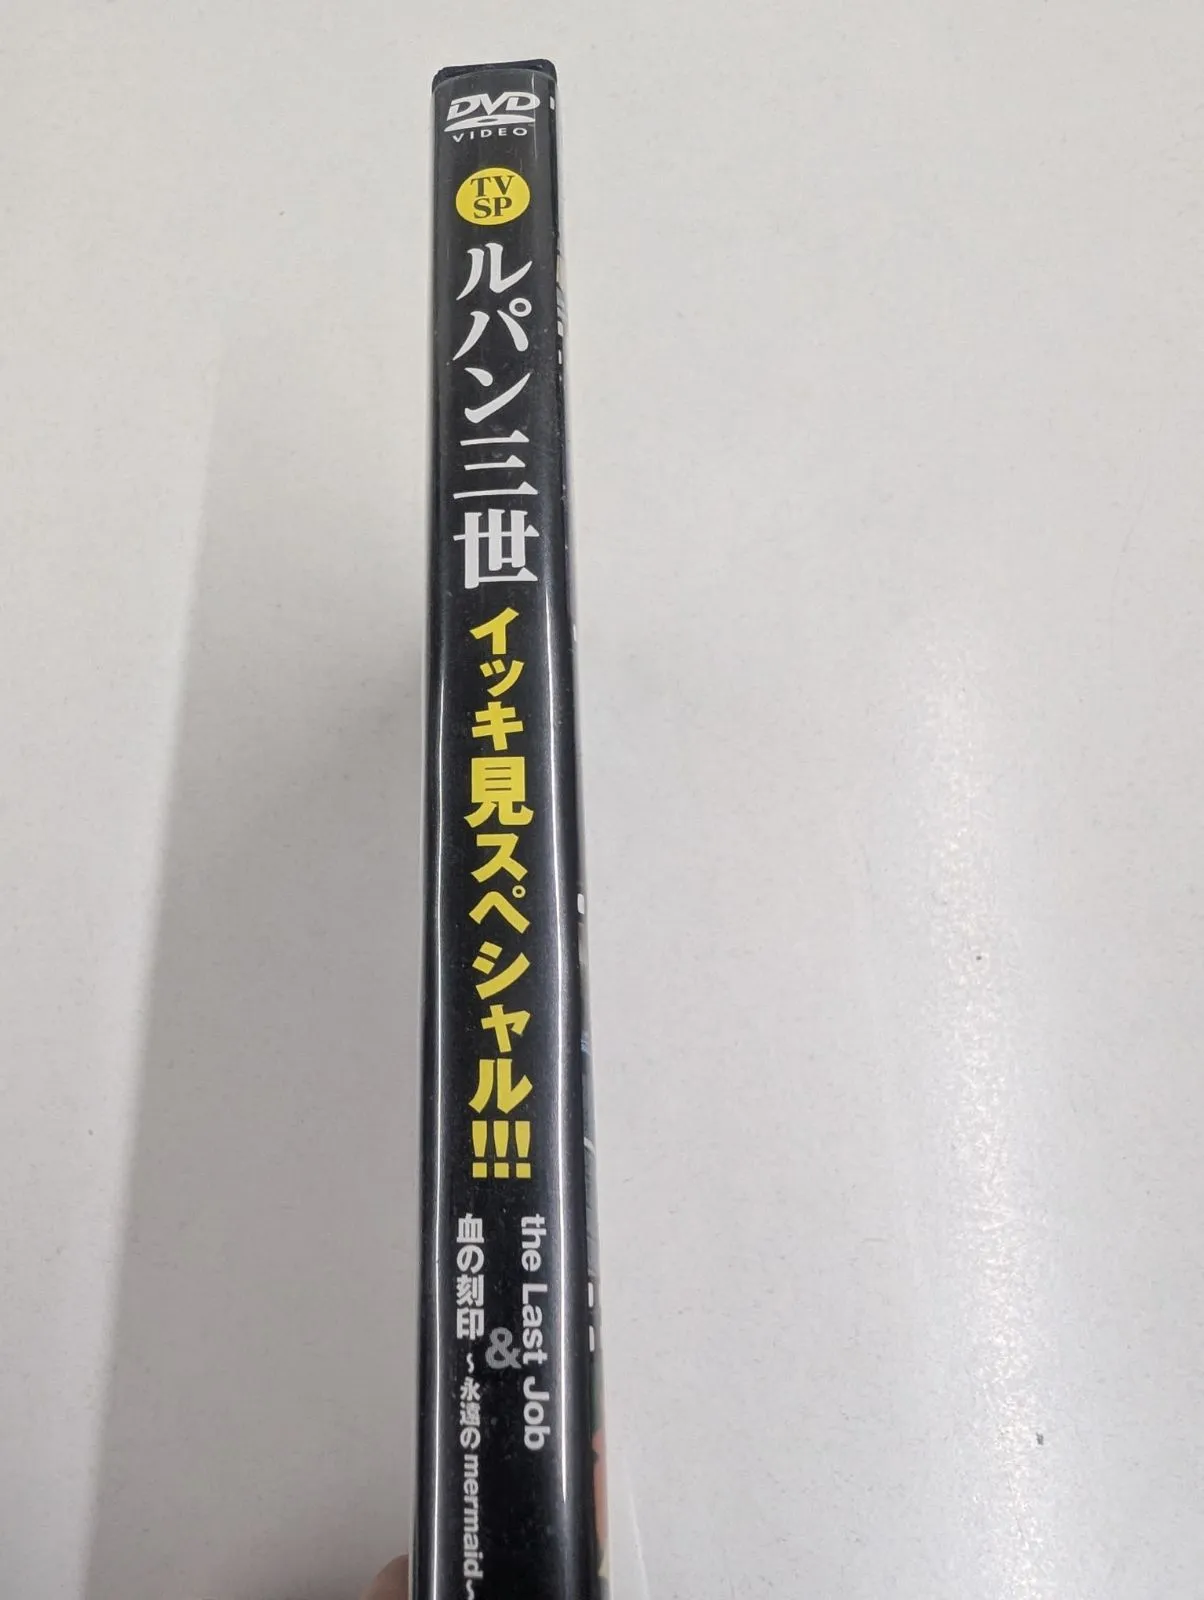 DVD
VIDEO
TV
SP
ルパン三世
イッキ見スペシャル!!!
the Last Job
&
血の刻印 ～永遠のmermaid～